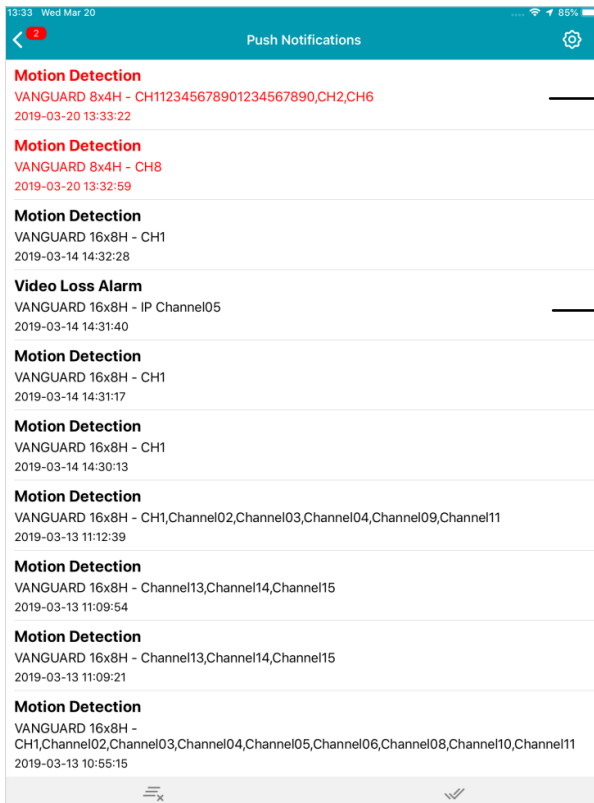 13:33 Wed Mar 20
85%
2
Push Notifications
Motion Detection
VANGUARD 8x4H - CH112345678901234567890,CH2,CH6
2019-03-20 13:33:22
Motion Detection
VANGUARD 8x4H - CH8
2019-03-20 13:32:59
Motion Detection
VANGUARD 16x8H - CH1
2019-03-14 14:32:28
Video Loss Alarm
VANGUARD 16x8H - IP Channel05
2019-03-14 14:31:40
Motion Detection
VANGUARD 16x8H - CH1
2019-03-14 14:31:17
Motion Detection
VANGUARD 16x8H - CH1
2019-03-14 14:30:13
Motion Detection
VANGUARD 16x8H - CH1,Channel02,Channel03,Channel04,Channel09,Channel11
2019-03-13 11:12:39
Motion Detection
VANGUARD 16x8H - Channel13,Channel14,Channel15
2019-03-13 11:09:54
Motion Detection
VANGUARD 16x8H - Channel13,Channel14,Channel15
2019-03-13 11:09:21
Motion Detection
VANGUARD 16x8H -
CH1,Channel02,Channel03,Channel04,Channel05,Channel06,Channel08,Channel10,Channel11
2019-03-13 10:55:15